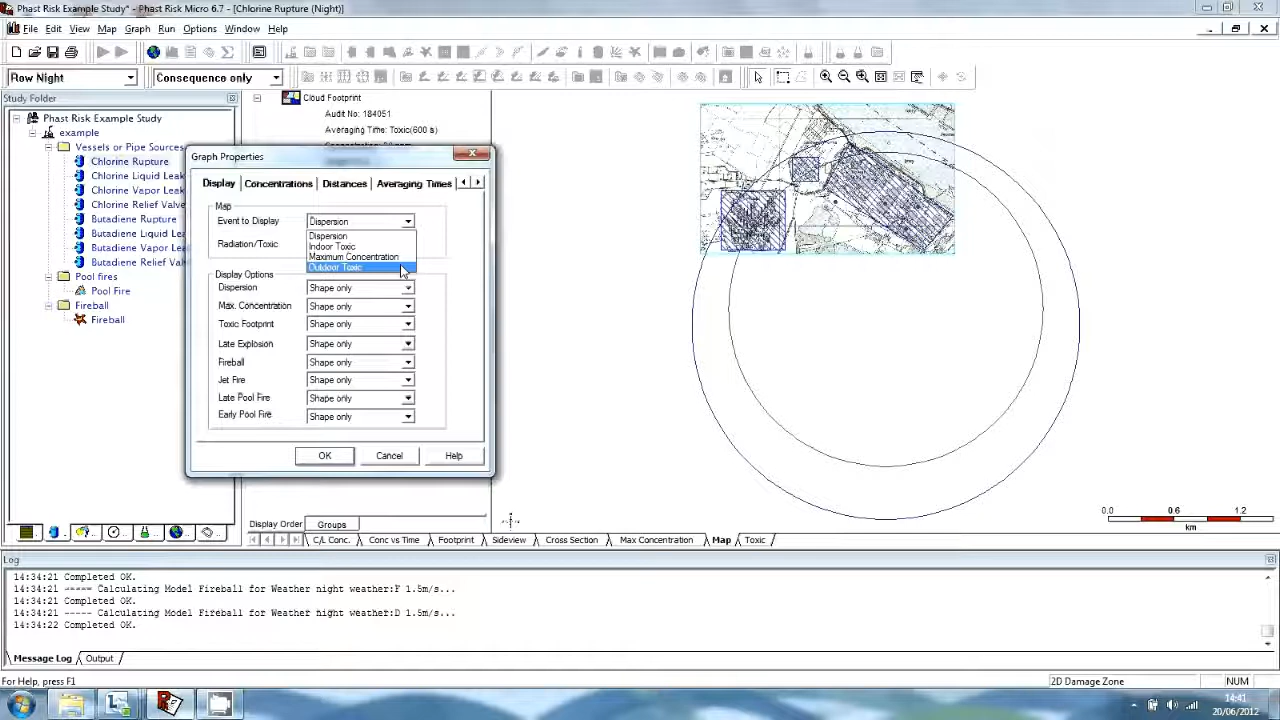 Phast Risk Example Study* - Phast Risk Micro 6.7 - [Chlorine Rupture (Night)]
File Edit View Map Graph Run Options Window Help
Row Night Consequence only
Study Folder
Phast Risk Example Study
example
Vessels or Pipe Sources
Chlorine Rupture
Chlorine Liquid Leak
Chlorine Vapor Leak
Chlorine Relief Valve
Butadiene Rupture
Butadiene Liquid Leak
Butadiene Vapor Lea
Butadiene Relief Val
Pool fires
Pool Fire
Fireball
Fireball
Cloud Footprint
Audit No: 184051
Averaging Time: Toxic(600 s)
Graph Properties
Display Concentrations Distances Averaging Times
Map
Event to Display Dispersion
Radiation/Toxic
Dispersion
Indoor Toxic
Maximum Concentration
Outdoor Toxic
Display Options
Dispersion Shape only
Max. Concentration Shape only
Toxic Footprint Shape only
Late Explosion Shape only
Fireball Shape only
Jet Fire Shape only
Late Pool Fire Shape only
Early Pool Fire Shape only
OK Cancel Help
0.0 0.6 1.2
km
Display Order Groups
C/L Conc. Conc vs Time Footprint Sideview Cross Section Max Concentration Map Toxic
Log
14:34:21 Completed OK.
14:34:21 ----- Calculating Model Fireball for Weather night weather:F 1.5m/s...
14:34:21 Completed OK.
14:34:21 ----- Calculating Model Fireball for Weather night weather:D 1.5m/s...
14:34:22 Completed OK.
Message Log Output
For Help, press F1 2D Damage Zone NUM
14:41
20/06/2012